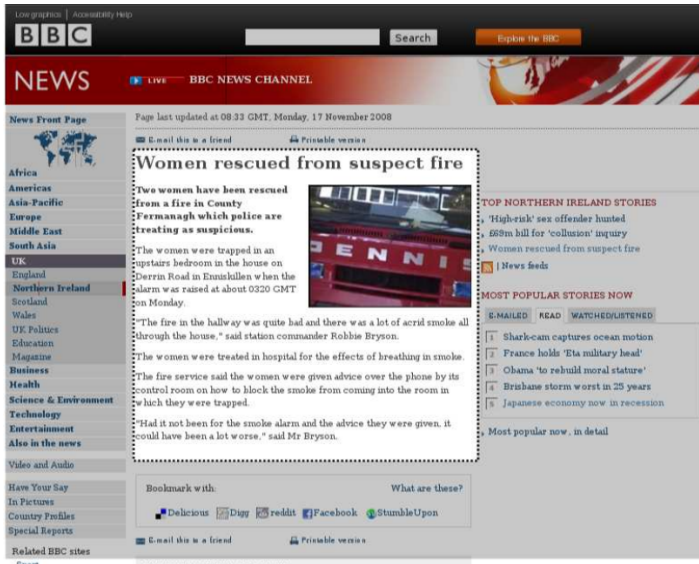 Low graphics | Accessibility Help
BBC
Search
Explore the BBC
NEWS
LIVE BBC NEWS CHANNEL
News Front Page
Africa
Americas
Asia-Pacific
Europe
Middle East
South Asia
UK
England
Northern Ireland
Scotland
Wales
UK Politics
Education
Magazine
Business
Health
Science & Environment
Technology
Entertainment
Also in the news
Video and Audio
Have Your Say
In Pictures
Country Profiles
Special Reports
Related BBC sites
Sport
Page last updated at 08:33 GMT, Monday, 17 November 2008
E-mail this to a friend Printable version
Women rescued from suspect fire
Two women have been rescued
from a fire in County
Fermanagh which police are
treating as suspicious.
DENNIS
The women were trapped in an
upstairs bedroom in the house on
Derrin Road in Enniskillen when the
alarm was raised at about 0320 GMT
on Monday.
"The fire in the hallway was quite bad and there was a lot of acrid smoke all
through the house," said station commander Robbie Bryson.
The women were treated in hospital for the effects of breathing in smoke.
The fire service said the women were given advice over the phone by its
control room on how to block the smoke from coming into the room in
which they were trapped.
"Had it not been for the smoke alarm and the advice they were given, it
could have been a lot worse," said Mr Bryson.
Bookmark with: What are these?
Delicious Digg reddit Facebook StumbleUpon
E-mail this to a friend Printable version
TOP NORTHERN IRELAND STORIES
'High-risk' sex offender hunted
£69m bill for 'collusion' inquiry
Women rescued from suspect fire
| News feeds
MOST POPULAR STORIES NOW
E-MAILED READ WATCHED/LISTENED
1 Shark-cam captures ocean motion
2 France holds 'Eta military head'
3 Obama 'to rebuild moral stature'
4 Brisbane storm worst in 25 years
5 Japanese economy now in recession
Most popular now, in detail